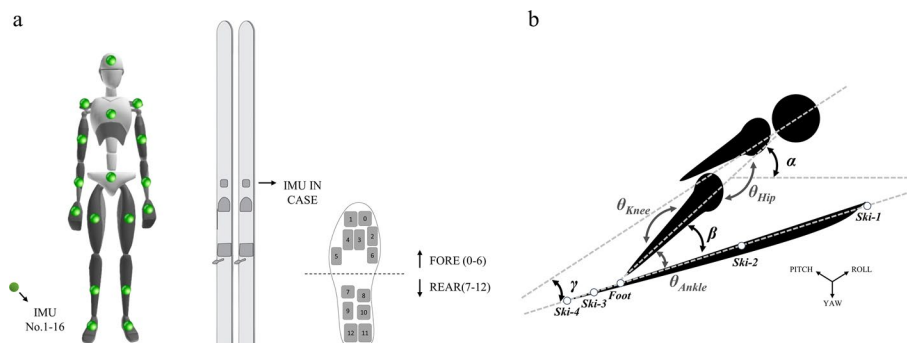 a
IMU
No.1-16
IMU IN
CASE
1 0
4 3 2
5 6
FORE (0-6)
REAR(7-12)
7 8
9 10
12 11
b
α
θKnee
θHip
β
Ski-1
Ski-2
γ
θAnkle
Foot
Ski-3
Ski-4
PITCH
ROLL
YAW